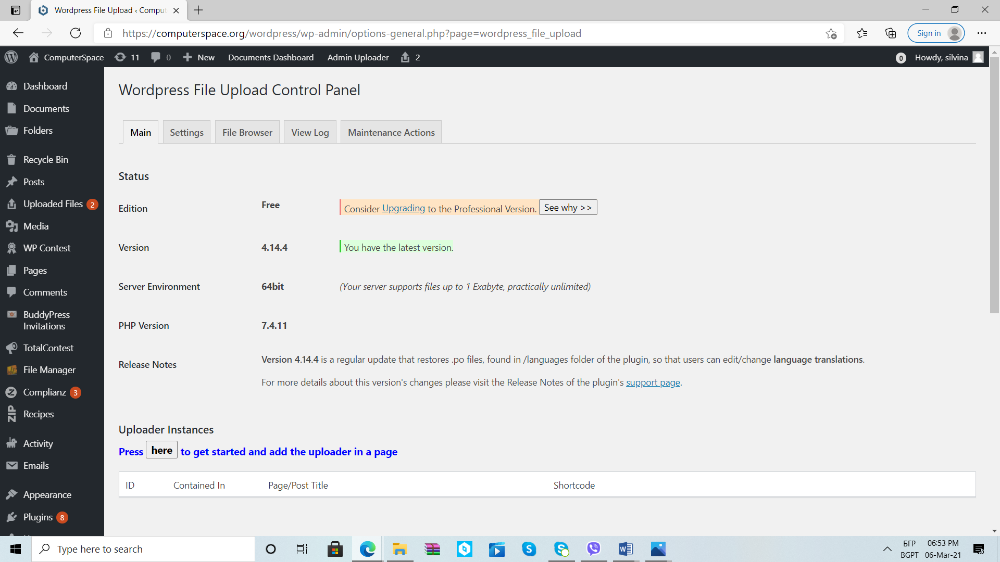 Wordpress File Upload ‹ Comput
https://computerspace.org/wordpress/wp-admin/options-general.php?page=wordpress_file_upload
Sign in
ComputerSpace 11 0 New Documents Dashboard Admin Uploader 2 0 Howdy, silvina
Dashboard
Documents
Folders
Recycle Bin
Posts
Uploaded Files 2
Media
WP Contest
Pages
Comments
BuddyPress
Invitations
TotalContest
File Manager
Complianz 3
ZIP Recipes
Activity
Emails
Appearance
Plugins 8
Wordpress File Upload Control Panel
Main Settings File Browser View Log Maintenance Actions
Status
Edition Free Consider Upgrading to the Professional Version. See why >>
Version 4.14.4 You have the latest version.
Server Environment 64bit (Your server supports files up to 1 Exabyte, practically unlimited)
PHP Version 7.4.11
Release Notes Version 4.14.4 is a regular update that restores .po files, found in /languages folder of the plugin, so that users can edit/change language translations.
For more details about this version's changes please visit the Release Notes of the plugin's support page.
Uploader Instances
Press here to get started and add the uploader in a page
ID Contained In Page/Post Title Shortcode
Type here to search
БГР 06:53 PM
BGPT 06-Mar-21